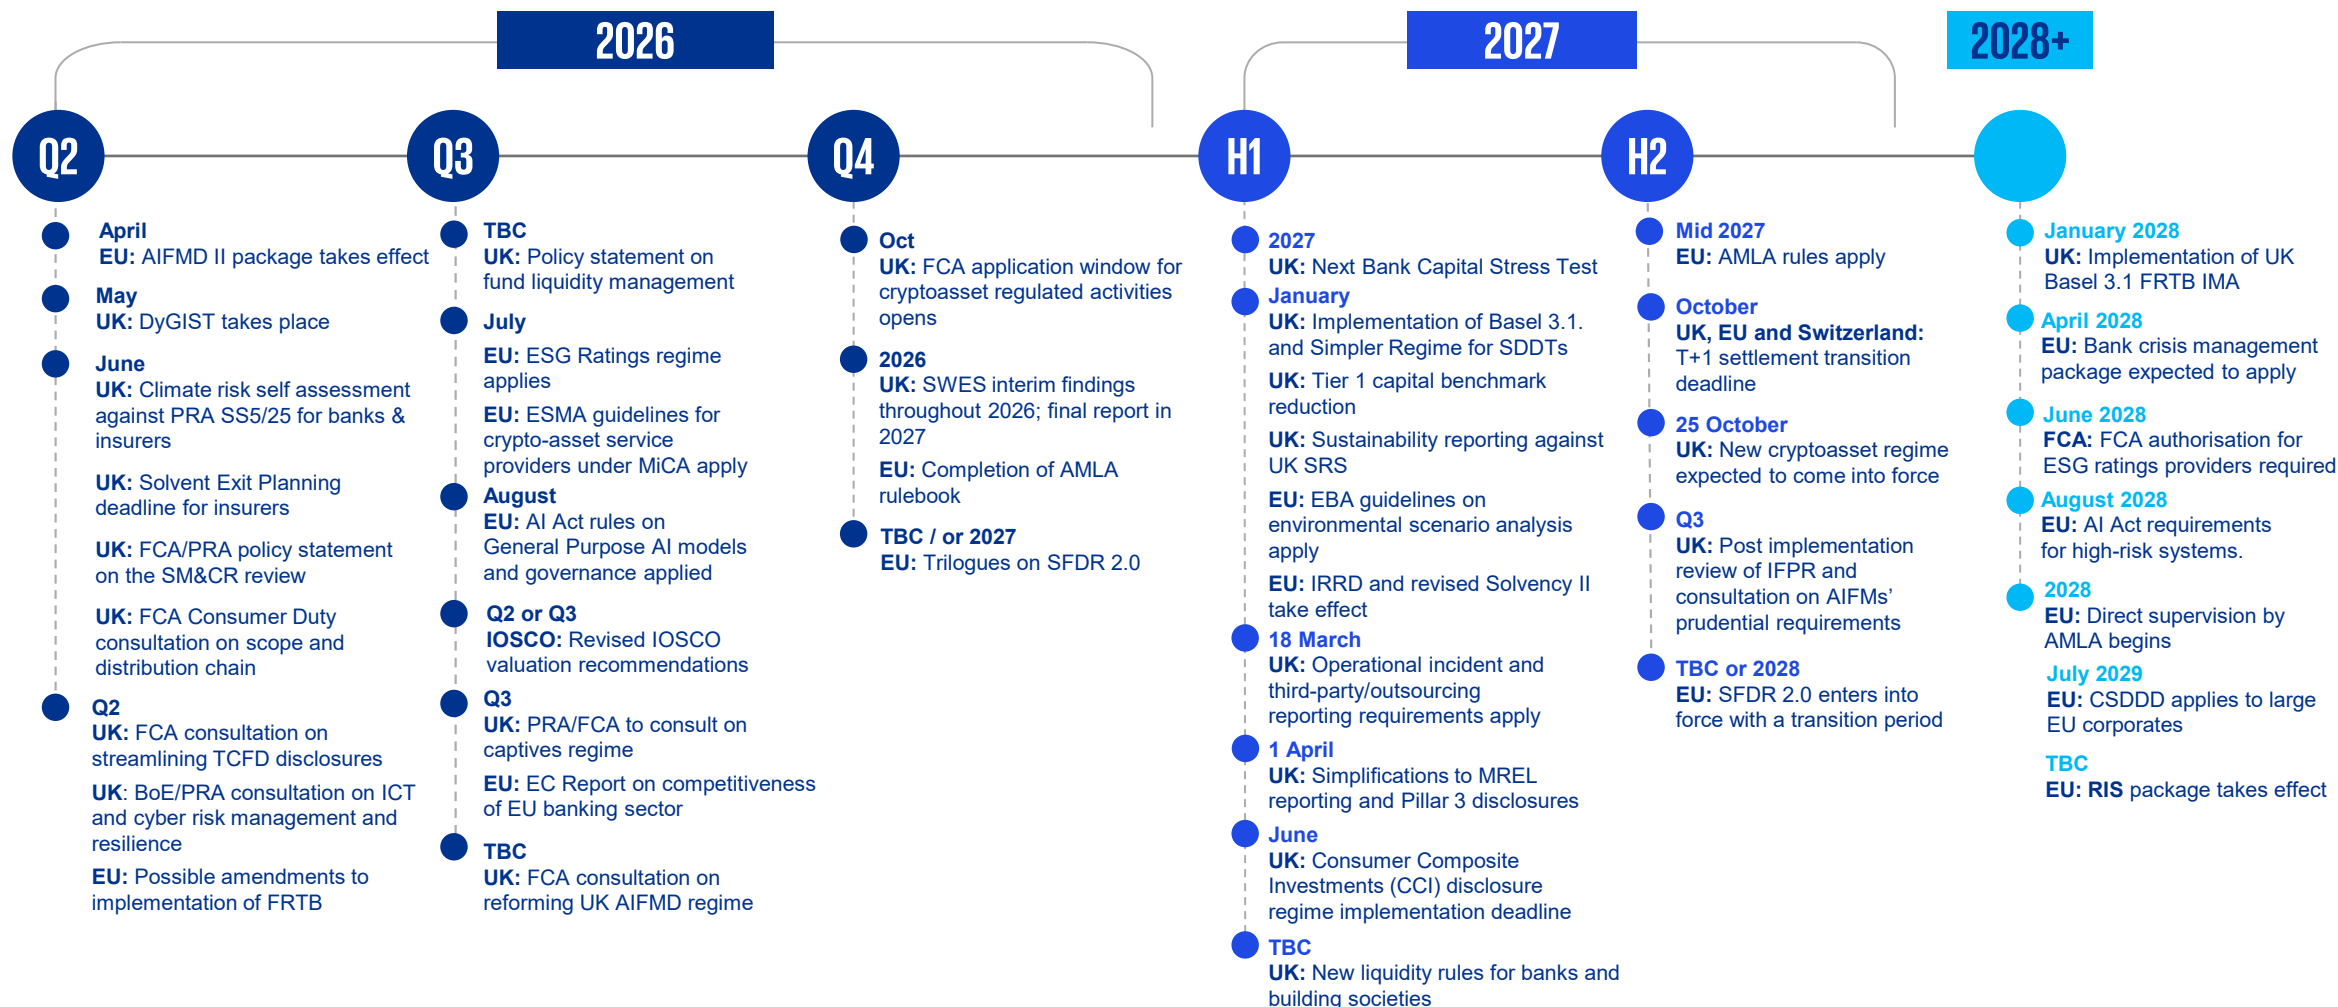 2026
2027
2028+
Q2
Q3
Q4
H1
H2
April
EU: AIFMD II package takes effect
May
UK: DyGIST takes place
June
UK: Climate risk self assessment
against PRA SS5/25 for banks &
insurers
UK: Solvent Exit Planning
deadline for insurers
UK: FCA/PRA policy statement
on the SM&CR review
UK: FCA Consumer Duty
consultation on scope and
distribution chain
Q2
UK: FCA consultation on
streamlining TCFD disclosures
UK: BoE/PRA consultation on ICT
and cyber risk management and
resilience
EU: Possible amendments to
implementation of FRTB
TBC
UK: Policy statement on
fund liquidity management
July
EU: ESG Ratings regime
applies
EU: ESMA guidelines for
crypto-asset service
providers under MiCA apply
August
EU: AI Act rules on
General Purpose AI models
and governance applied
Q2 or Q3
IOSCO: Revised IOSCO
valuation recommendations
Q3
UK: PRA/FCA to consult on
captives regime
EU: EC Report on competitiveness
of EU banking sector
TBC
UK: FCA consultation on
reforming UK AIFMD regime
Oct
UK: FCA application window for
cryptoasset regulated activities
opens
2026
UK: SWES interim findings
throughout 2026; final report in
2027
EU: Completion of AMLA
rulebook
TBC / or 2027
EU: Trilogues on SFDR 2.0
2027
UK: Next Bank Capital Stress Test
January
UK: Implementation of Basel 3.1.
and Simpler Regime for SDDTs
UK: Tier 1 capital benchmark
reduction
UK: Sustainability reporting against
UK SRS
EU: EBA guidelines on
environmental scenario analysis
apply
EU: IRRD and revised Solvency II
take effect
18 March
UK: Operational incident and
third-party/outsourcing
reporting requirements apply
1 April
UK: Simplifications to MREL
reporting and Pillar 3 disclosures
June
UK: Consumer Composite
Investments (CCI) disclosure
regime implementation deadline
TBC
UK: New liquidity rules for banks and
building societies
Mid 2027
EU: AMLA rules apply
October
UK, EU and Switzerland:
T+1 settlement transition
deadline
25 October
UK: New cryptoasset regime
expected to come into force
Q3
UK: Post implementation
review of IFPR and
consultation on AIFMs’
prudential requirements
TBC or 2028
EU: SFDR 2.0 enters into
force with a transition period
January 2028
UK: Implementation of UK
Basel 3.1 FRTB IMA
April 2028
EU: Bank crisis management
package expected to apply
June 2028
FCA: FCA authorisation for
ESG ratings providers required
August 2028
EU: AI Act requirements
for high-risk systems.
2028
EU: Direct supervision by
AMLA begins
July 2029
EU: CSDDD applies to large
EU corporates
TBC
EU: RIS package takes effect